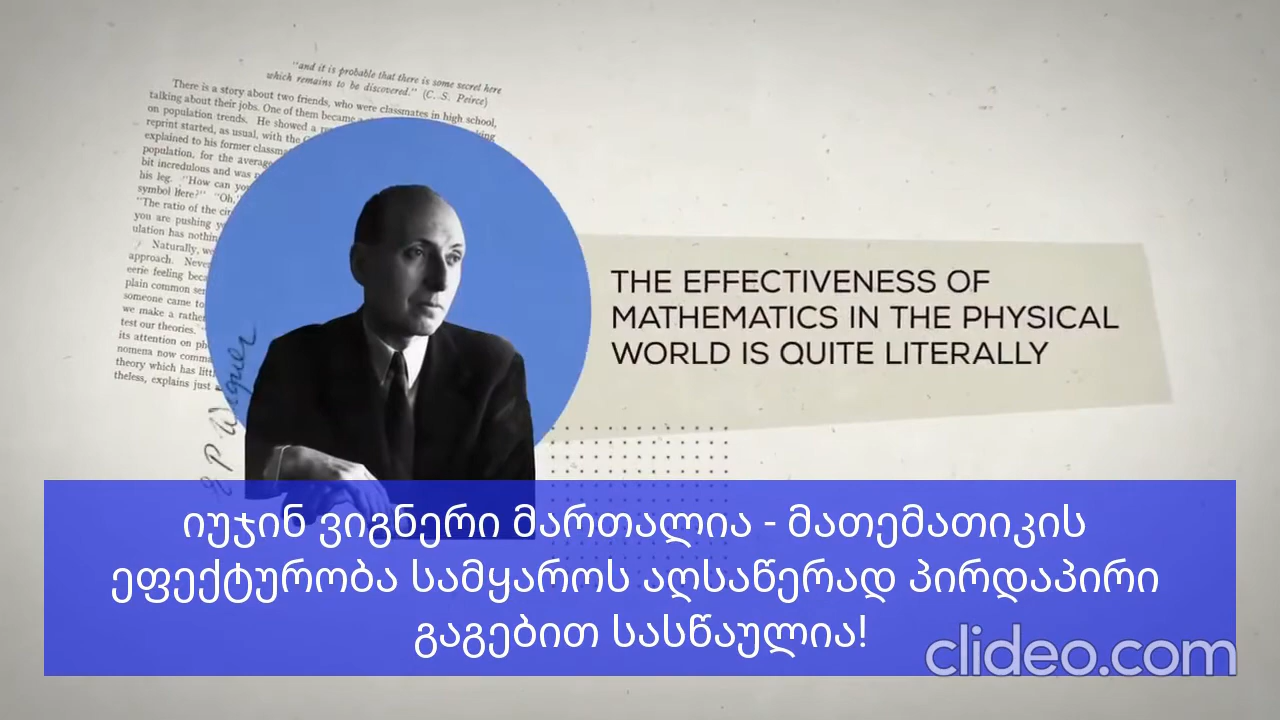 "and it is probable that there is some secret here
which remains to be discovered." (C. S. Peirce)
There is a story about two friends, who were classmates in high school,
talking about their jobs. One of them became
on population trends. He showed a
reprint started, as usual, with the
explained to his former
population, for the average
bit incredulous and was
his leg. "How can you
symbol here?" "Oh,"
"The ratio of the
you are pushing
has nothing
Naturally, we
approach.
eerie feeling
plain common
someone came to
we make a rather
test our theories.
its attention on
nomena now
theory which has
theless, explains just
E P Wigner
THE EFFECTIVENESS OF
MATHEMATICS IN THE PHYSICAL
WORLD IS QUITE LITERALLY
იუჯინ ვიგნერი მართალია - მათემათიკის
ეფექტურობა სამყაროს აღსაწერად პირდაპირი
გაგებით სასწაულია!
clideo.com